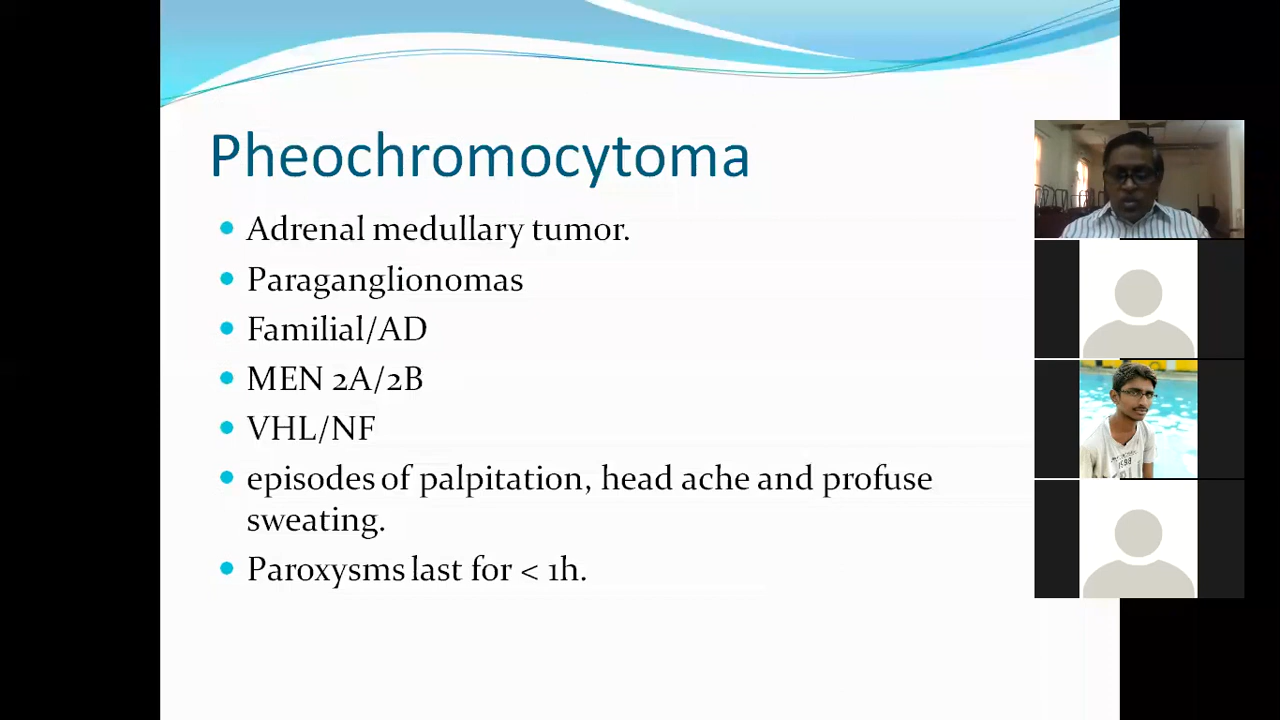 Pheochromocytoma
Adrenal medullary tumor.
Paraganglionomas
Familial/AD
MEN 2A/2B
VHL/NF
episodes of palpitation, head ache and profuse
sweating.
Paroxysms last for < 1h.